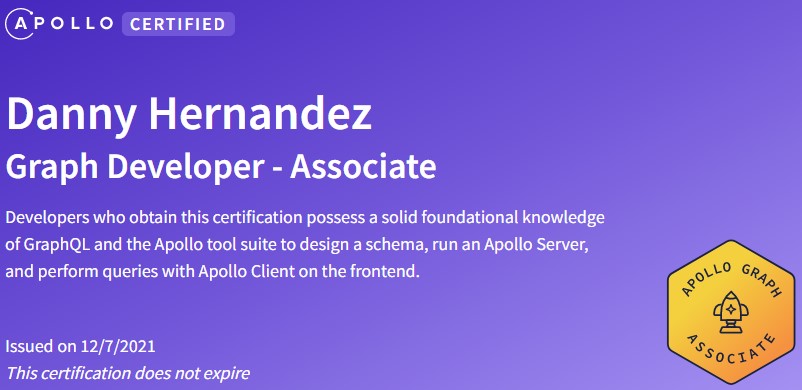 APOLLO CERTIFIED
Danny Hernandez
Graph Developer - Associate
Developers who obtain this certification possess a solid foundational knowledge
of GraphQL and the Apollo tool suite to design a schema, run an Apollo Server,
and perform queries with Apollo Client on the frontend.
APOLLO GRAPH
ASSOCIATE
Issued on 12/7/2021
This certification does not expire